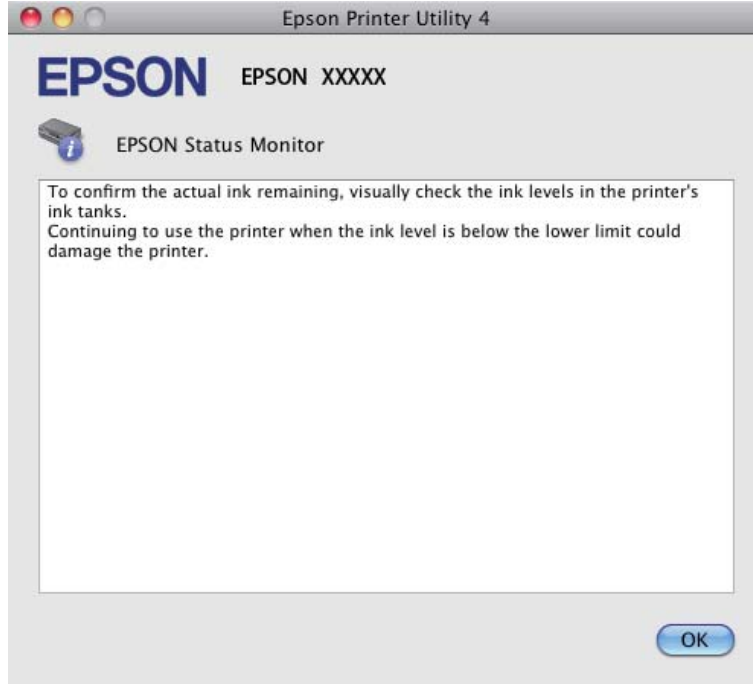 Epson Printer Utility 4
EPSON EPSON XXXXX
EPSON Status Monitor
To confirm the actual ink remaining, visually check the ink levels in the printer's
ink tanks.
Continuing to use the printer when the ink level is below the lower limit could
damage the printer.
OK